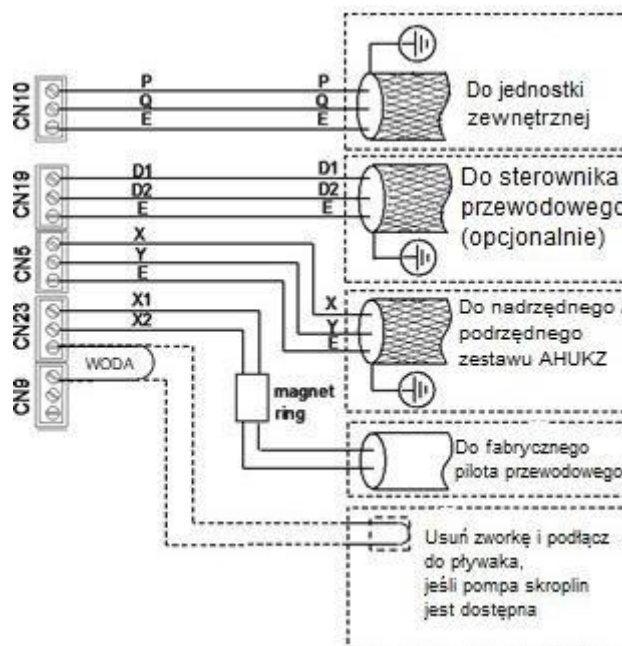 CN10
P
Q
E
P
Q
E
Do jednostki
zewnętrznej
CN19
D1
D2
E
D1
D2
E
Do sterownika
przewodowego
(opcjonalnie)
CN5
X
Y
E
X
Y
E
Do nadrzędnego /
podrzędnego
zestawu AHUKZ
CN23
X1
X2
WODA
CN9
magnet
ring
Do fabrycznego
pilota przewodowego
Usuń zworkę i podłącz
do pływaka,
jeśli pompa skroplin
jest dostępna